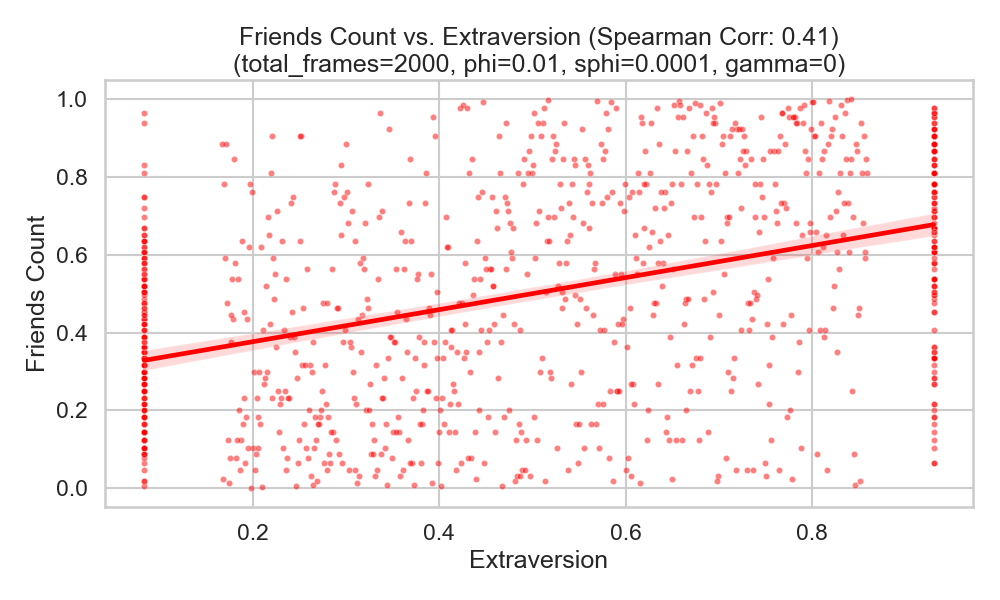 Friends Count vs. Extraversion (Spearman Corr: 0.41)
(total_frames=2000, phi=0.01, sphi=0.0001, gamma=0)
Friends Count
1.0
0.8
0.6
0.4
0.2
0.0
0.2
0.4
0.6
0.8
Extraversion